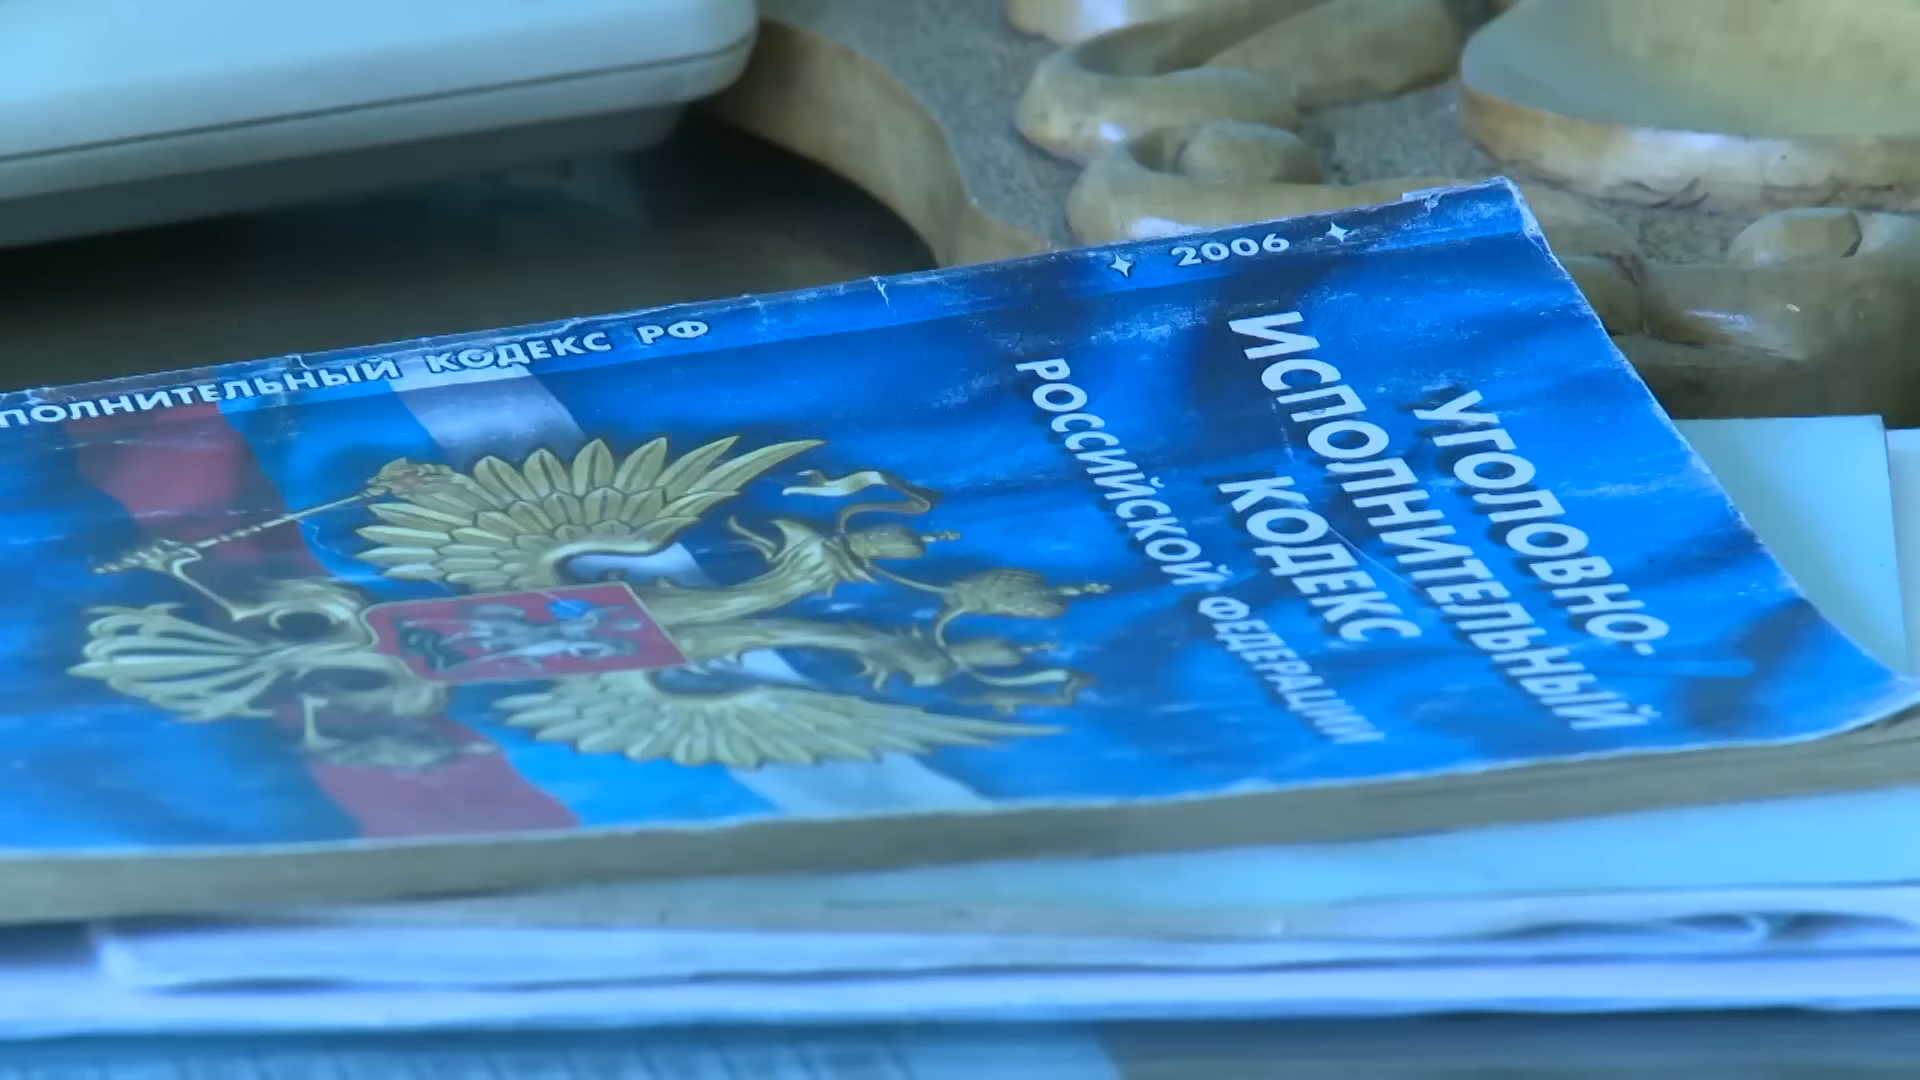 ПОЛНИТЕЛЬНЫЙ КОДЕКС РФ ✦ 2006 ✦
УГОЛОВНО-
ИСПОЛНИТЕЛЬНЫЙ
КОДЕКС
РОССИЙСКОЙ ФЕДЕРАЦИИ